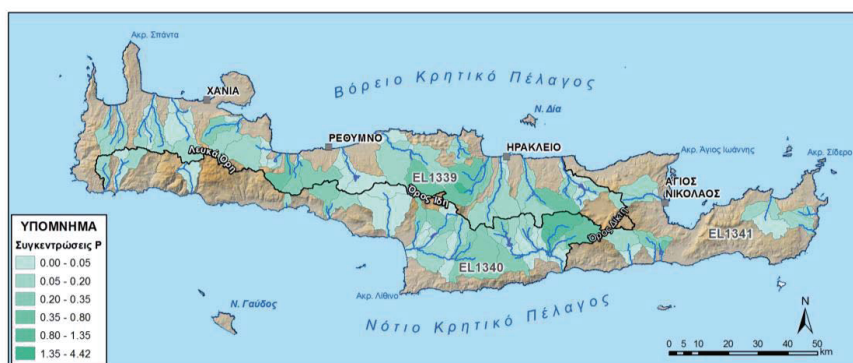 Ακρ. Σπάντα
ΧΑΝΙΑ
Βόρειο Κρητικό Πέλαγος
Ν. Δία
ΡΕΘΥΜΝΟ
ΗΡΑΚΛΕΙΟ
Ακρ. Άγιος Ιωάννης
Ακρ. Σίδερο
Λευκά Όρη
EL1339
ΑΓΙΟΣ
ΝΙΚΟΛΑΟΣ
Όρος Ίδη
Όρος Δίκτη
EL1341
EL1340
ΥΠΟΜΝΗΜΑ
Συγκεντρώσεις P
0.00 - 0.05
0.05 - 0.20
0.20 - 0.35
0.35 - 0.80
0.80 - 1.35
1.35 - 4.42
Ν. Γαύδος
Ακρ. Λίθινο
Νότιο Κρητικό Πέλαγος
N
0 5 10 20 30 40 50
km